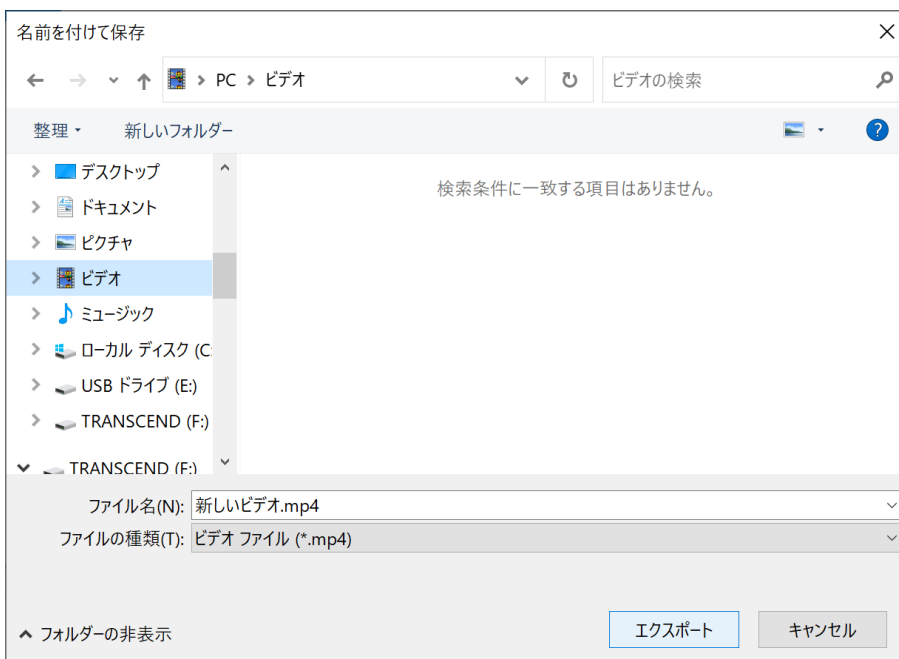 名前を付けて保存
PC > ビデオ
ビデオの検索
整理
新しいフォルダー
?
デスクトップ
ドキュメント
ピクチャ
ビデオ
ミュージック
ローカル ディスク (C:
USB ドライブ (E:)
TRANSCEND (F:)
TRANSCEND (F:)
検索条件に一致する項目はありません。
ファイル名(N): 新しいビデオ.mp4
ファイルの種類(T): ビデオ ファイル (*.mp4)
フォルダーの非表示
エクスポート
キャンセル